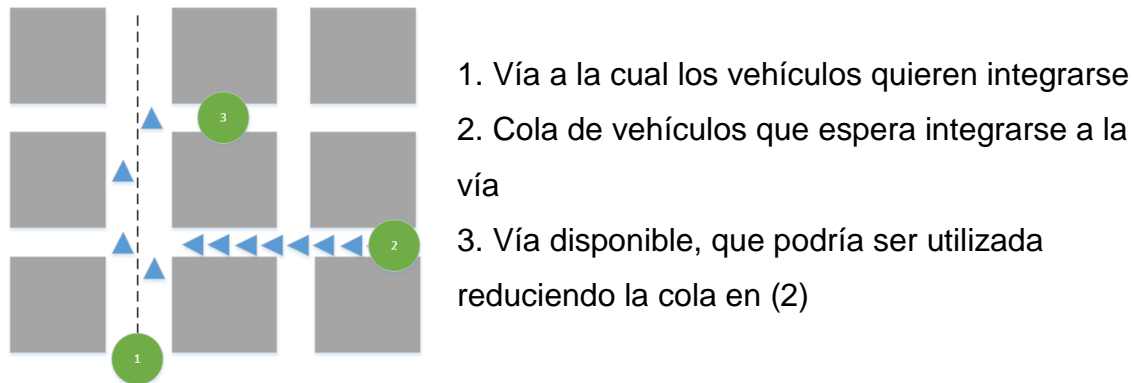 3
2
1
1. Vía a la cual los vehículos quieren integrarse
2. Cola de vehículos que espera integrarse a la
vía
3. Vía disponible, que podría ser utilizada
reduciendo la cola en (2)